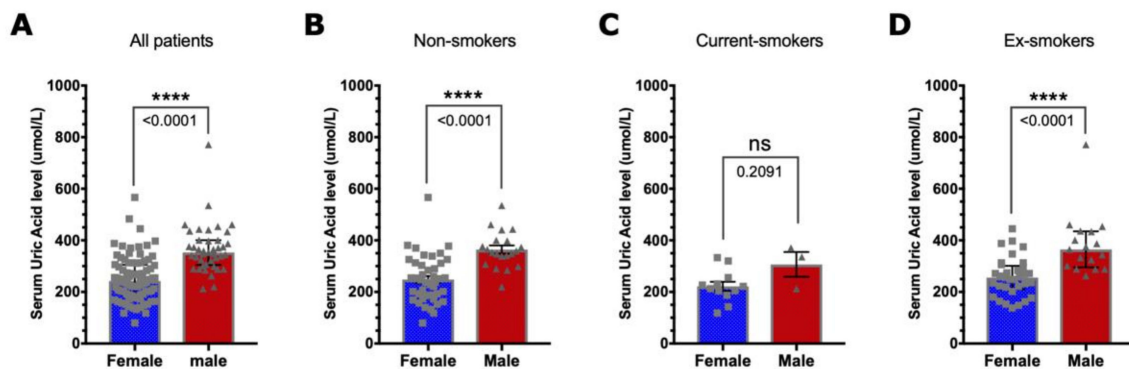 A
All patients
Serum Uric Acid level (umol/L)
1000
800
600
400
200
0
****
<0.0001
Female
male
B
Non-smokers
Serum Uric Acid level (umol/L)
1000
800
600
400
200
0
****
<0.0001
Female
Male
C
Current-smokers
Serum Uric Acid level (umol/L)
1000
800
600
400
200
0
ns
0.2091
Female
Male
D
Ex-smokers
Serum Uric Acid level (umol/L)
1000
800
600
400
200
0
****
<0.0001
Female
Male